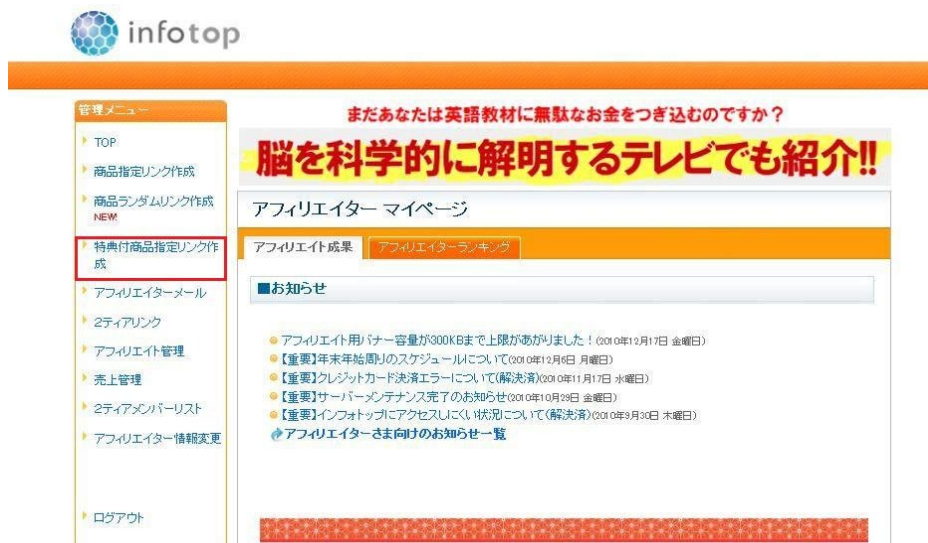 infotop
管理メニュー
TOP
商品指定リンク作成
商品ランダムリンク作成
NEW!
特典付商品指定リンク作
成
アフィリエイターメール
2ティアリンク
アフィリエイト管理
売上管理
2ティアメンバーリスト
アフィリエイター情報変更
ログアウト
まだあなたは英語教材に無駄なお金をつぎ込むのですか？
脳を科学的に解明するテレビでも紹介!!
アフィリエイター マイページ
アフィリエイト成果 アフィリエイターランキング
■お知らせ
アフィリエイト用バナー容量が300KBまで上限があがりました！(2010年12月17日 金曜日)
【重要】年末年始周りのスケジュールについて(2010年12月6日 月曜日)
【重要】クレジットカード決済エラーについて(解決済)(2010年11月17日 水曜日)
【重要】サーバーメンテナンス完了のお知らせ(2010年10月29日 金曜日)
【重要】インフォトップにアクセスしにくい状況について(解決済)(2010年9月30日 木曜日)
アフィリエイターさま向けのお知らせ一覧